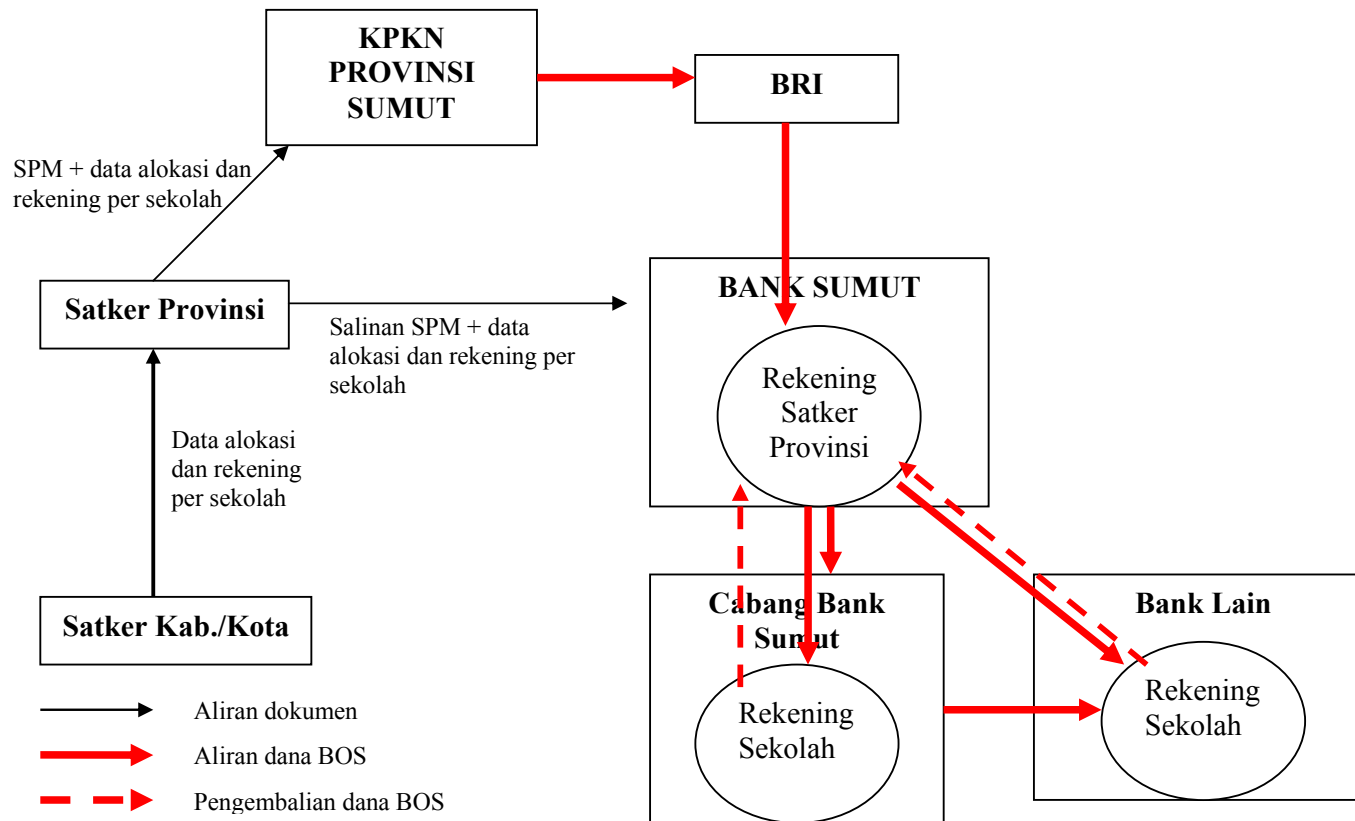 KPKN
PROVINSI
SUMUT
BRI
SPM + data alokasi dan
rekening per sekolah
Satker Provinsi
Salinan SPM + data
alokasi dan rekening per
sekolah
BANK SUMUT
Rekening
Satker
Provinsi
Data alokasi
dan rekening
per sekolah
Satker Kab./Kota
Cabang Bank
Sumut
Rekening
Sekolah
Bank Lain
Rekening
Sekolah
Aliran dokumen
Aliran dana BOS
Pengembalian dana BOS